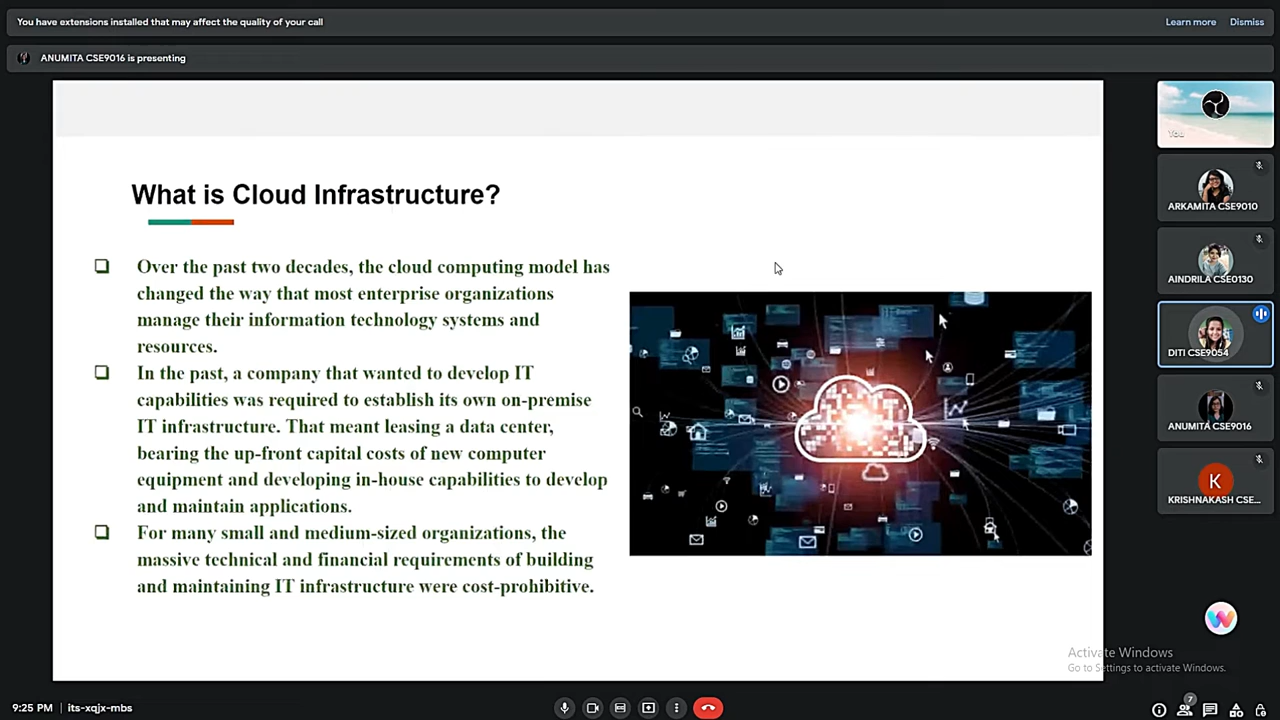 You have extensions installed that may affect the quality of your call
Learn more
Dismiss
ANUMITA CSE9016 is presenting
What is Cloud Infrastructure?
Over the past two decades, the cloud computing model has
changed the way that most enterprise organizations
manage their information technology systems and
resources.
In the past, a company that wanted to develop IT
capabilities was required to establish its own on-premise
IT infrastructure. That meant leasing a data center,
bearing the up-front capital costs of new computer
equipment and developing in-house capabilities to develop
and maintain applications.
For many small and medium-sized organizations, the
massive technical and financial requirements of building
and maintaining IT infrastructure were cost-prohibitive.
You
ARKAMITA CSE9010
AINDRILA CSE0130
DITI CSE9054
ANUMITA CSE9016
K
KRISHNAKASH CSE...
Activate Windows
Go to Settings to activate Windows.
9:25 PM | its-xqjx-mbs
7